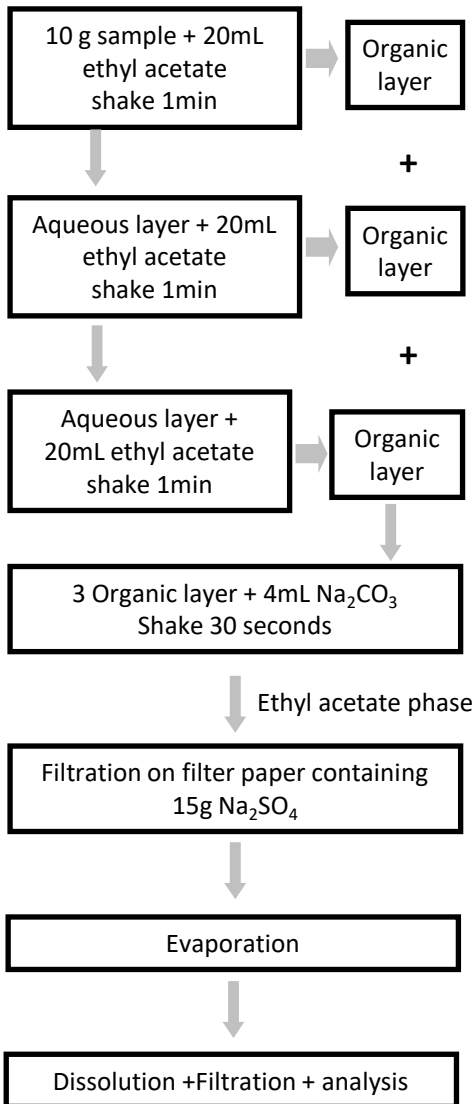 10 g sample + 20mL
ethyl acetate
shake 1min
Organic
layer
+
Aqueous layer + 20mL
ethyl acetate
shake 1min
Organic
layer
+
Aqueous layer +
20mL ethyl acetate
shake 1min
Organic
layer
3 Organic layer + 4mL Na₂CO₃
Shake 30 seconds
Ethyl acetate phase
Filtration on filter paper containing
15g Na₂SO₄
Evaporation
Dissolution +Filtration + analysis